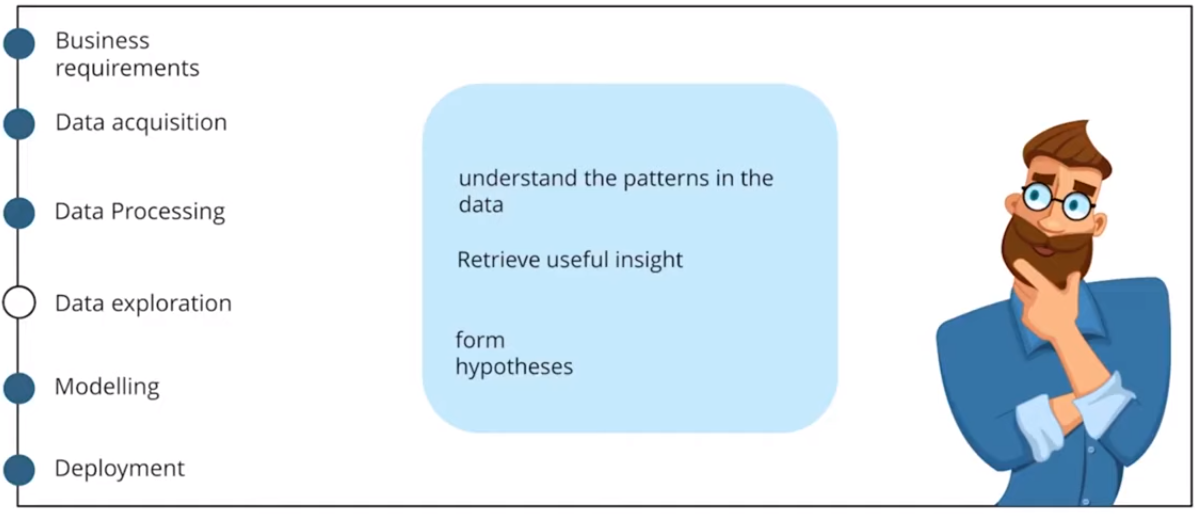 Business
requirements
Data acquisition
Data Processing
Data exploration
Modelling
Deployment
understand the patterns in the
data
Retrieve useful insight
form
hypotheses